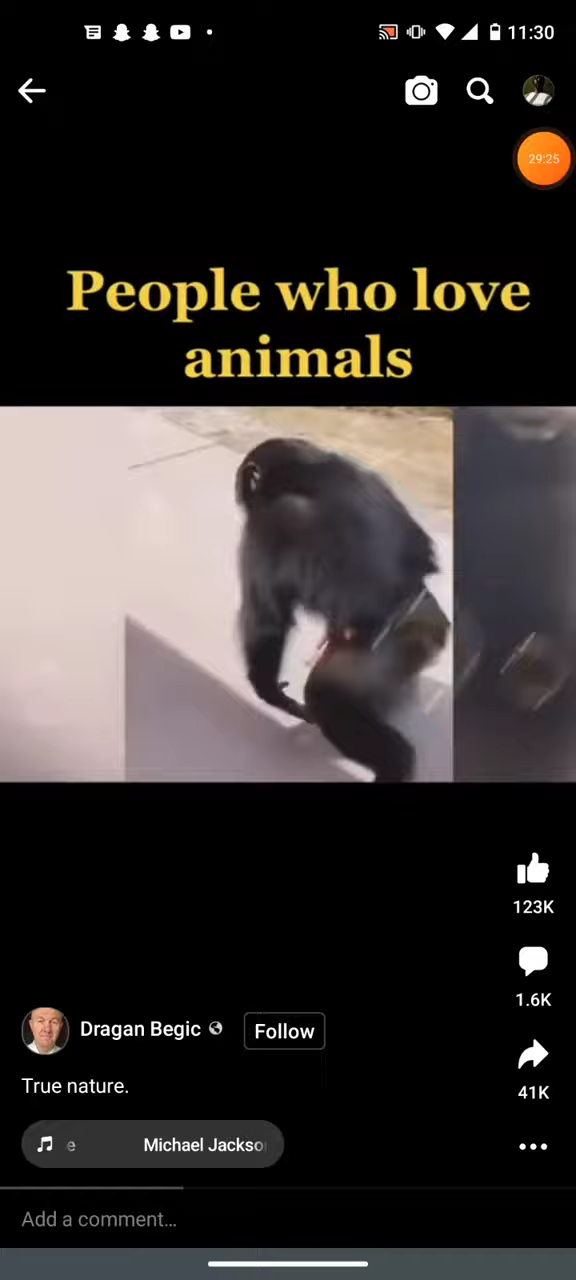 11:30
29:25
People who love
animals
123K
1.6K
Dragan Begic
Follow
41K
True nature.
e Michael Jackso
Add a comment...